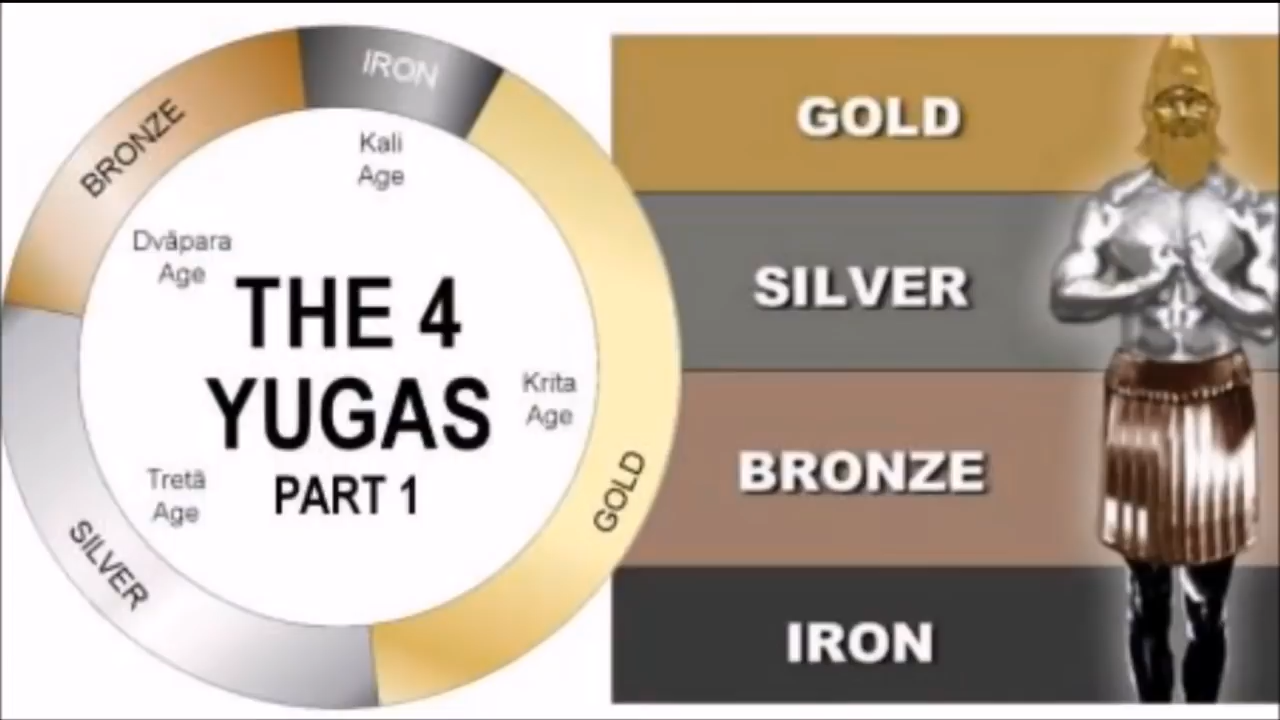 IRON
BRONZE
Kali
Age
Dvāpara
Age
THE 4
YUGAS
PART 1
Krita
Age
Tretā
Age
SILVER
GOLD
GOLD
SILVER
BRONZE
IRON